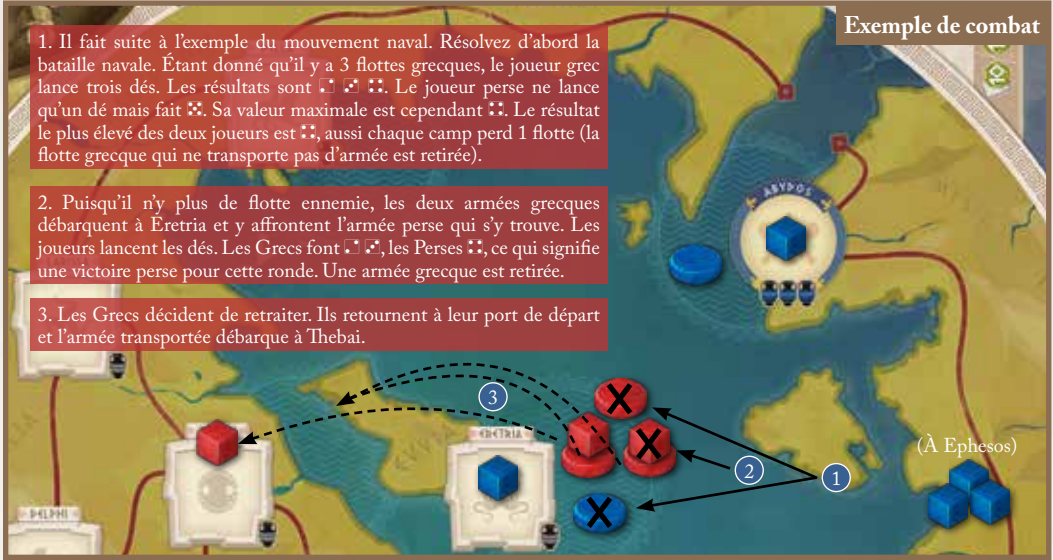 Exemple de combat
1. Il fait suite à l'exemple du mouvement naval. Résolvez d'abord la
bataille navale. Étant donné qu'il y a 3 flottes grecques, le joueur grec
lance trois dés. Les résultats sont ⚀ ⚁ ⚃. Le joueur perse ne lance
qu'un dé mais fait ⚄. Sa valeur maximale est cependant ⚃. Le résultat
le plus élevé des deux joueurs est ⚃, aussi chaque camp perd 1 flotte (la
flotte grecque qui ne transporte pas d'armée est retirée).
2. Puisqu'il n'y plus de flotte ennemie, les deux armées grecques
débarquent à Eretria et y affrontent l'armée perse qui s'y trouve. Les
joueurs lancent les dés. Les Grecs font ⚀ ⚂, les Perses ⚃, ce qui signifie
une victoire perse pour cette ronde. Une armée grecque est retirée.
3. Les Grecs décident de retraiter. Ils retournent à leur port de départ
et l'armée transportée débarque à Thebai.
ABYDOS
3
ERETRIA
(À Ephesos)
2
1
DELPHI